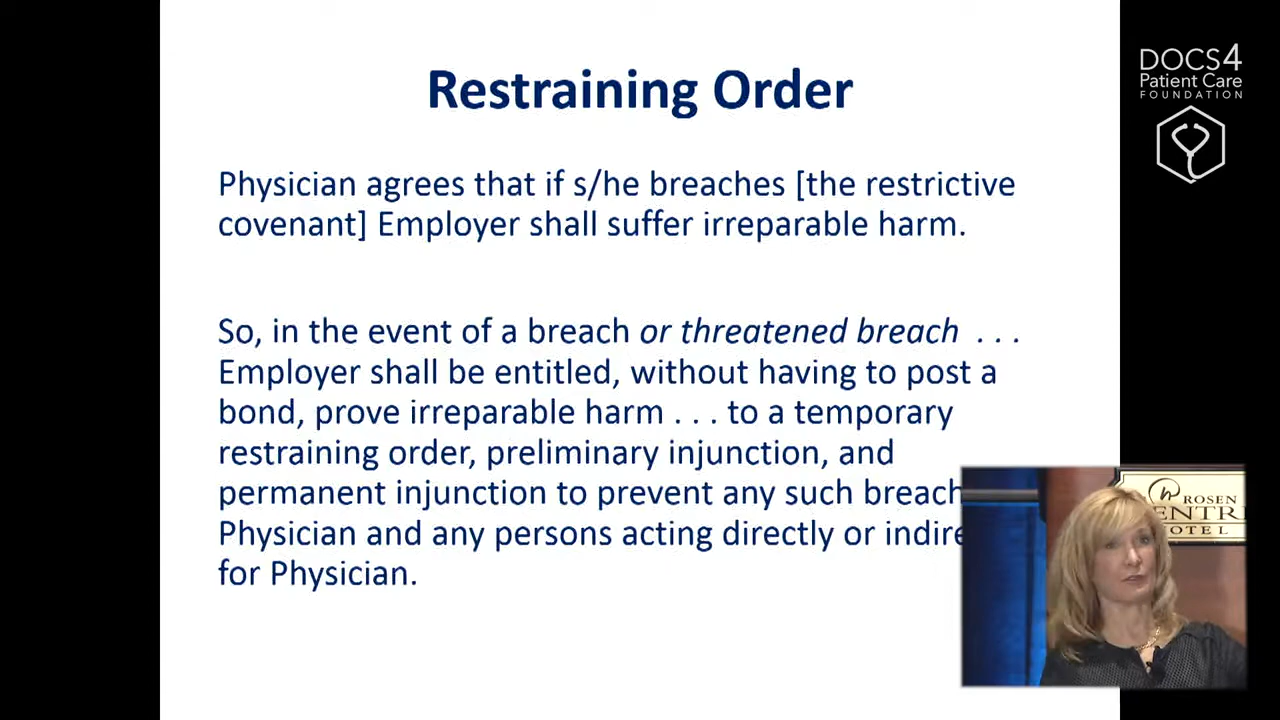 Restraining Order
Physician agrees that if s/he breaches [the restrictive
covenant] Employer shall suffer irreparable harm.
So, in the event of a breach or threatened breach . . .
Employer shall be entitled, without having to post a
bond, prove irreparable harm . . . to a temporary
restraining order, preliminary injunction, and
permanent injunction to prevent any such breach
Physician and any persons acting directly or
for Physician.
DOCS4
Patient Care
FOUNDATION
ROSEN
HOTEL